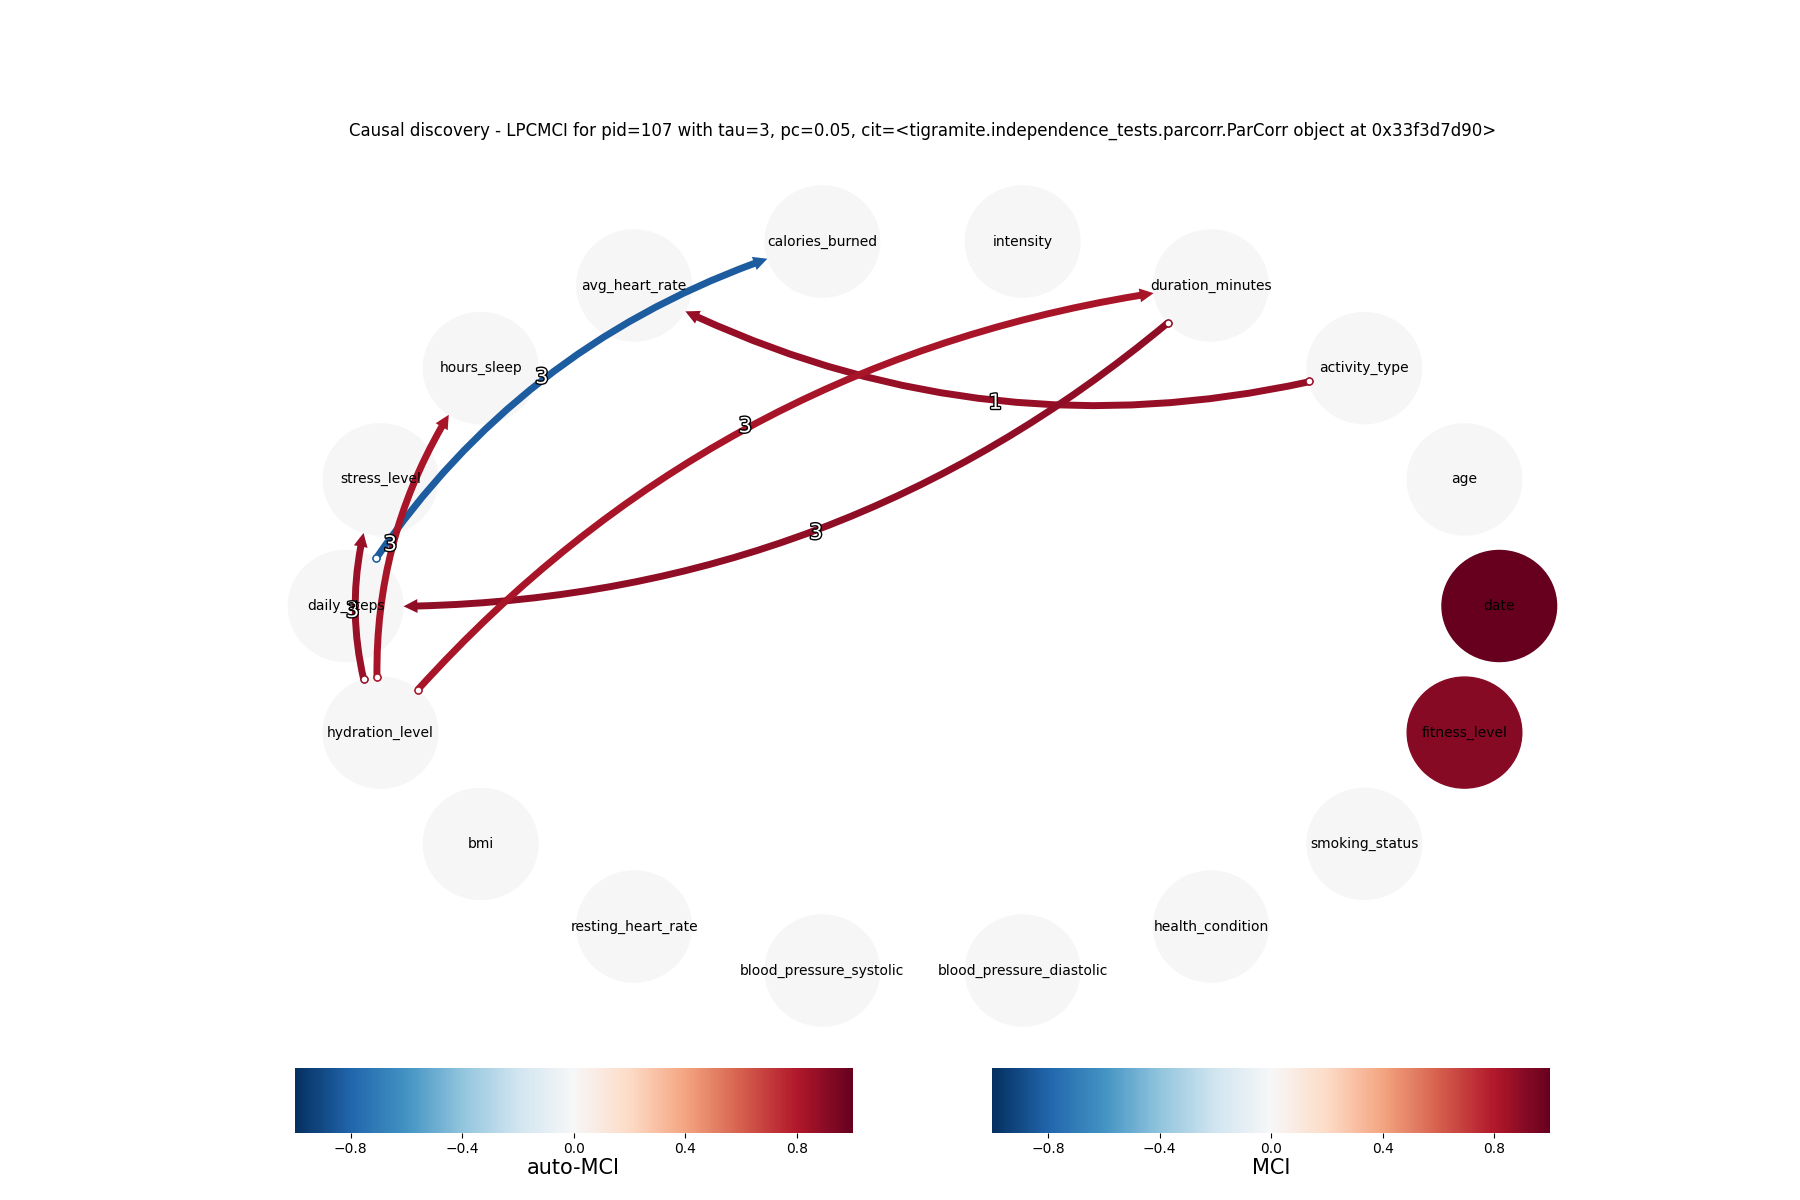 Causal discovery - LPCMCI for pid=107 with tau=3, pc=0.05, cit=<tigramite.independence_tests.parcorr.ParCorr object at 0x33f3d7d90>
calories_burned
intensity
avg_heart_rate
duration_minutes
hours_sleep
3
activity_type
1
3
stress_level
age
3
3
daily_steps
3
date
hydration_level
fitness_level
bmi
smoking_status
resting_heart_rate
health_condition
blood_pressure_systolic
blood_pressure_diastolic
−0.8 −0.4 0.0 0.4 0.8
auto-MCI
−0.8 −0.4 0.0 0.4 0.8
MCI